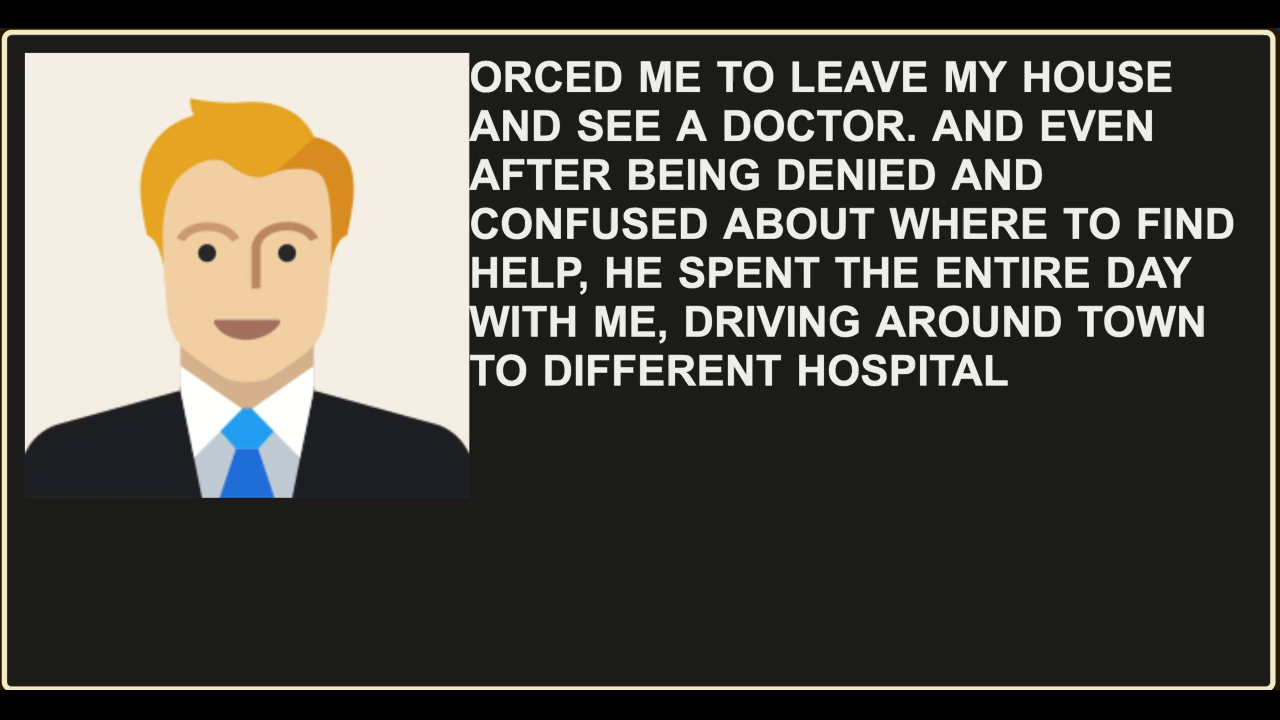 ORCED ME TO LEAVE MY HOUSE
AND SEE A DOCTOR. AND EVEN
AFTER BEING DENIED AND
CONFUSED ABOUT WHERE TO FIND
HELP, HE SPENT THE ENTIRE DAY
WITH ME, DRIVING AROUND TOWN
TO DIFFERENT HOSPITAL